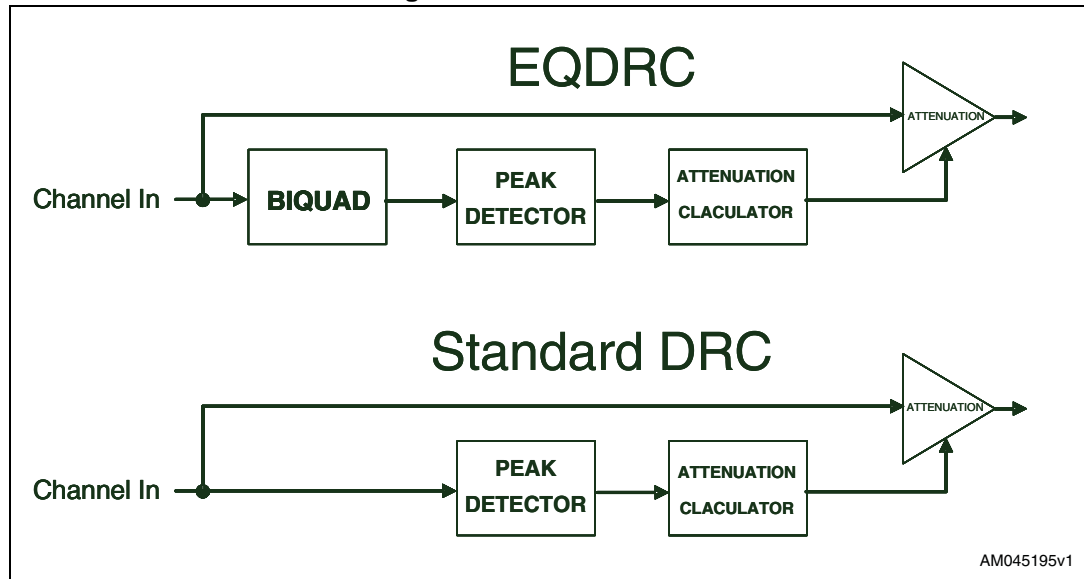 EQDRC
ATTENUATION
Channel In
BIQUAD
PEAK
DETECTOR
ATTENUATION
CLACULATOR
Standard DRC
ATTENUATION
Channel In
PEAK
DETECTOR
ATTENUATION
CLACULATOR
AM045195v1